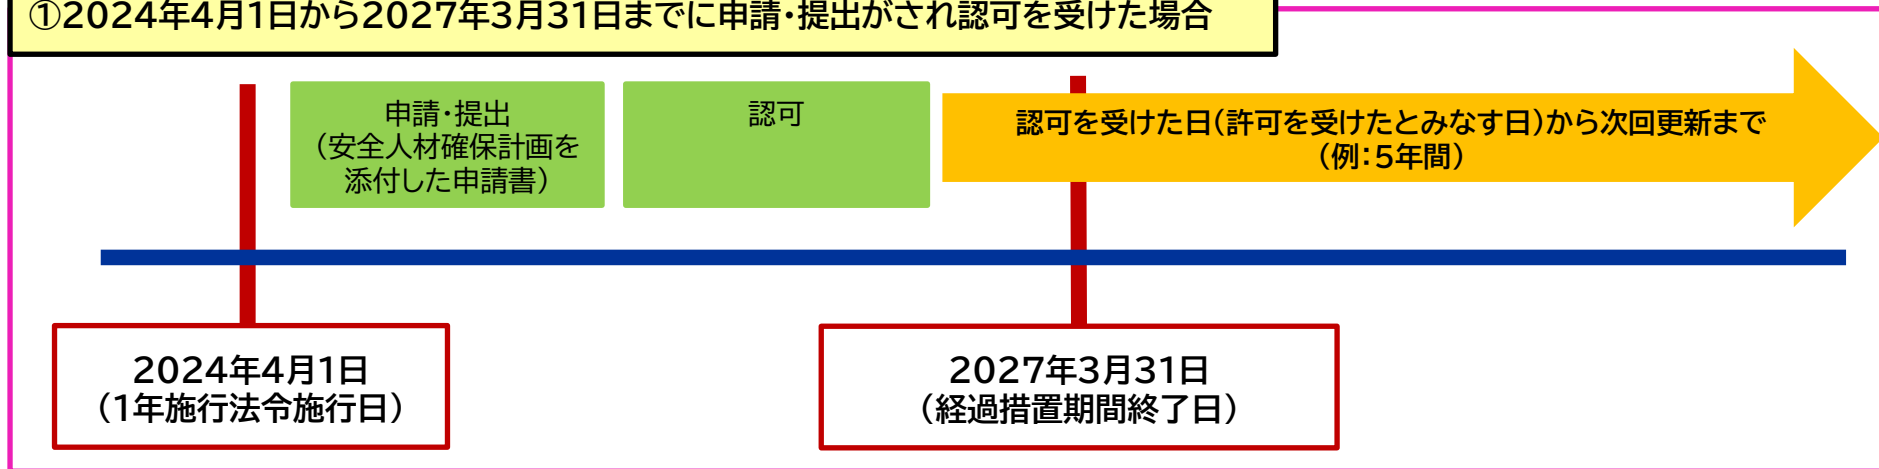 ①2024年4月1日から2027年3月31日までに申請・提出がされ認可を受けた場合
申請・提出
（安全人材確保計画を
添付した申請書）
認可
認可を受けた日（許可を受けたとみなす日）から次回更新まで
（例：5年間）
2024年4月1日
（1年施行法令施行日）
2027年3月31日
（経過措置期間終了日）